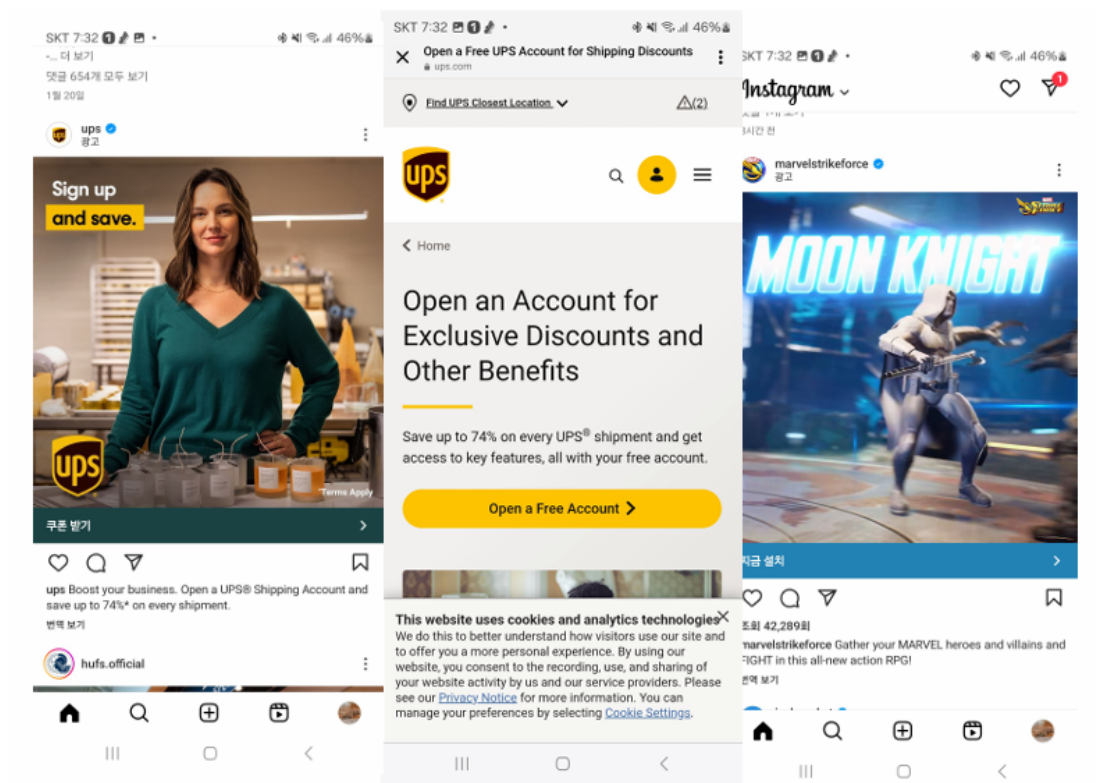 SKT 7:32 46%
-... 더 보기
댓글 654개 모두 보기
1월 20일
ups
광고
Sign up
and save.
ups
*Terms Apply
쿠폰 받기
ups Boost your business. Open a UPS® Shipping Account and
save up to 74%* on every shipment.
번역 보기
hufs.official
SKT 7:32 46%
Open a Free UPS Account for Shipping Discounts
ups.com
Find UPS Closest Location
(2)
ups
Home
Open an Account for
Exclusive Discounts and
Other Benefits
Save up to 74% on every UPS® shipment and get
access to key features, all with your free account.
Open a Free Account
This website uses cookies and analytics technologies
We do this to better understand how visitors use our site and
to offer you a more personal experience. By using our
website, you consent to the recording, use, and sharing of
your website activity by us and our service providers. Please
see our Privacy Notice for more information. You can
manage your preferences by selecting Cookie Settings.
SKT 7:32 46%
Instagram
1
시간 전
marvelstrikeforce
광고
MARVEL
STRIKE FORCE
MOON KNIGHT
지금 설치
조회 42,289회
marvelstrikeforce Gather your MARVEL heroes and villains and
FIGHT in this all-new action RPG!
번역 보기